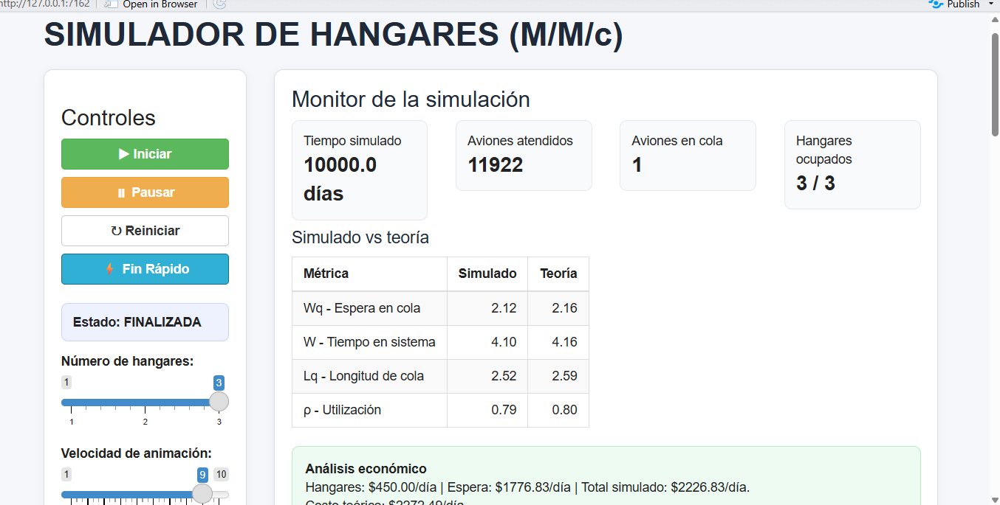 http://127.0.0.1:7162 Open in Browser Publish
SIMULADOR DE HANGARES (M/M/c)
Controles
▶ Iniciar
⏸ Pausar
↻ Reiniciar
⚡ Fin Rápido
Estado: FINALIZADA
Número de hangares:
1 3
1 2 3
Velocidad de animación:
1 9 10
Monitor de la simulación
Tiempo simulado
10000.0
días
Aviones atendidos
11922
Aviones en cola
1
Hangares
ocupados
3 / 3
Simulado vs teoría
Métrica Simulado Teoría
Wq - Espera en cola 2.12 2.16
W - Tiempo en sistema 4.10 4.16
Lq - Longitud de cola 2.52 2.59
ρ - Utilización 0.79 0.80
Análisis económico
Hangares: $450.00/día | Espera: $1776.83/día | Total simulado: $2226.83/día.
Costo teórico: $2272.49/día